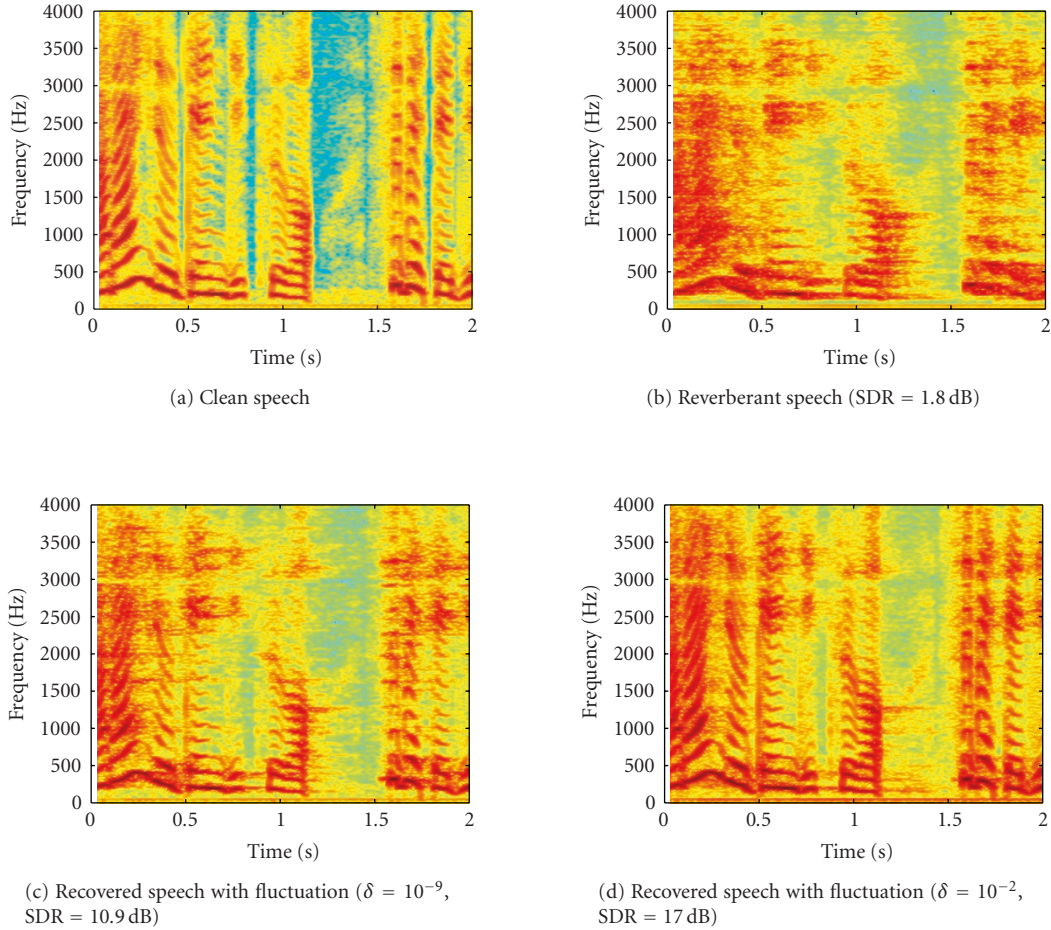 4000
3500
3000
2500
2000
1500
1000
500
0
Frequency (Hz)
0 0.5 1 1.5 2
Time (s)
(a) Clean speech
4000
3500
3000
2500
2000
1500
1000
500
0
Frequency (Hz)
0 0.5 1 1.5 2
Time (s)
(b) Reverberant speech (SDR = 1.8 dB)
4000
3500
3000
2500
2000
1500
1000
500
0
Frequency (Hz)
0 0.5 1 1.5 2
Time (s)
(c) Recovered speech with fluctuation (δ = 10⁻⁹,
SDR = 10.9 dB)
4000
3500
3000
2500
2000
1500
1000
500
0
Frequency (Hz)
0 0.5 1 1.5 2
Time (s)
(d) Recovered speech with fluctuation (δ = 10⁻²,
SDR = 17 dB)